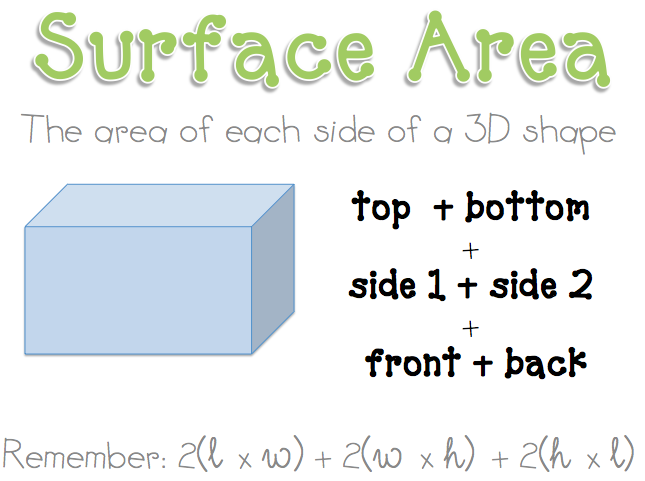 Surface Area
The area of each side of a 3D shape
top + bottom
+
side 1 + side 2
+
front + back
Remember: 2(l x w) + 2(w x h) + 2(h x l)